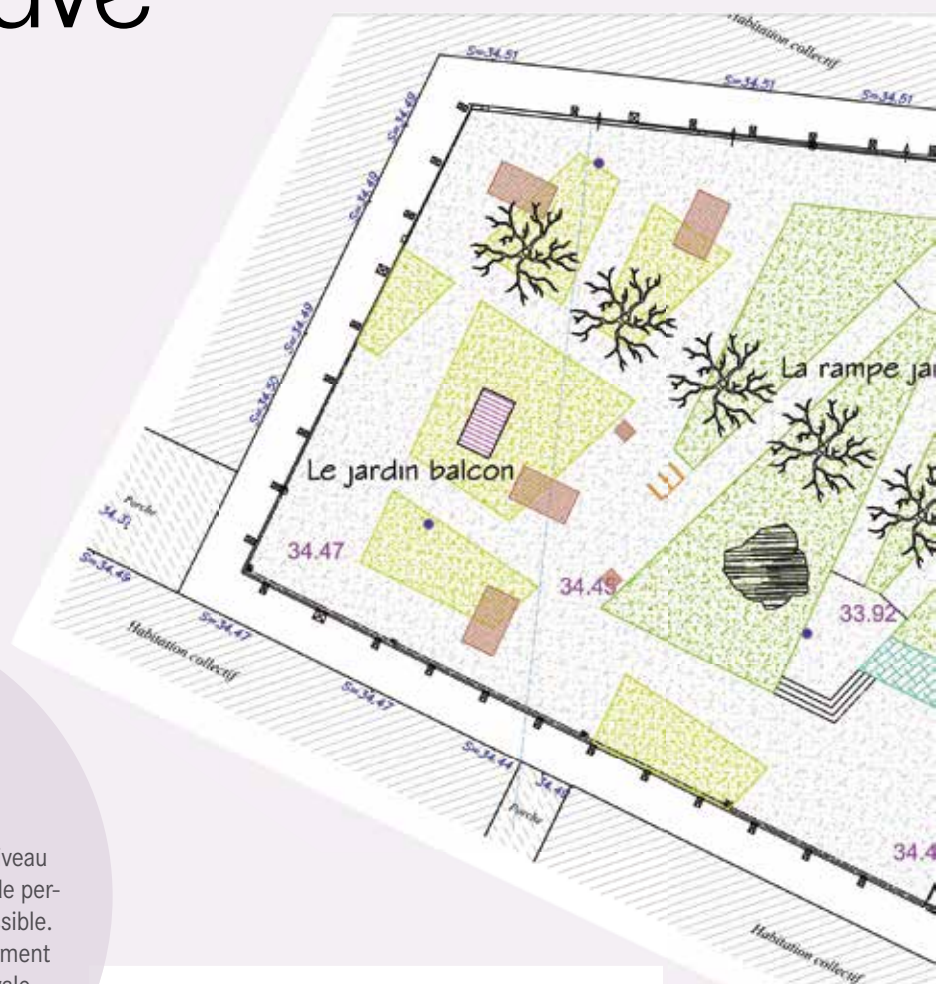 Habitation collectif
S=34.51
S=34.51
S=34.51
S=34.49
S=34.49
S=34.49
S=34.50
La rampe jar
Le jardin balcon
Porche
34.47
34.45
33.92
S=34.49
S=34.47
Habitation collectif
S=34.47
S=34.44
Porche
34.4
Habitation collectif
veau
le per-
sible.
ment